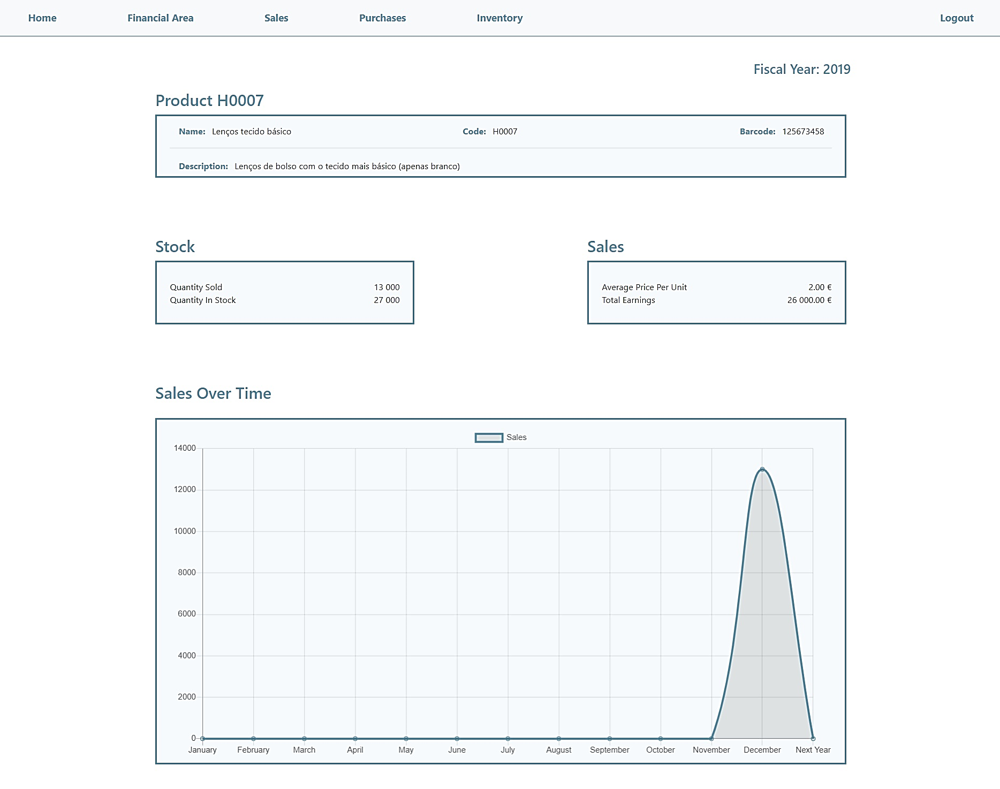 Home Financial Area Sales Purchases Inventory Logout
Fiscal Year: 2019
Product H0007
Name: Lenços tecido básico Code: H0007 Barcode: 125673458
Description: Lenços de bolso com o tecido mais básico (apenas branco)
Stock
Quantity Sold 13 000
Quantity In Stock 27 000
Sales
Average Price Per Unit 2.00 €
Total Earnings 26 000.00 €
Sales Over Time
Sales
14000
12000
10000
8000
6000
4000
2000
0
January February March April May June July August September October November December Next Year